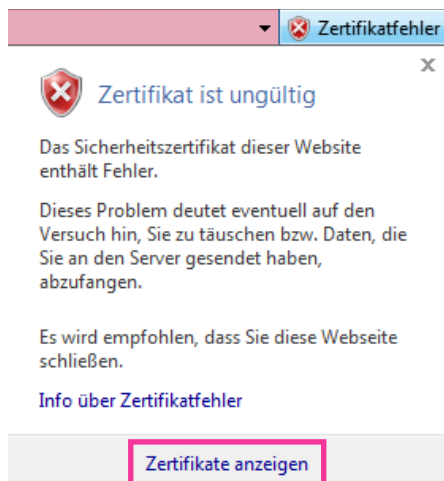 Zertifikatfehler
x
Zertifikat ist ungültig
Das Sicherheitszertifikat dieser Website
enthält Fehler.
Dieses Problem deutet eventuell auf den
Versuch hin, Sie zu täuschen bzw. Daten, die
Sie an den Server gesendet haben,
abzufangen.
Es wird empfohlen, dass Sie diese Webseite
schließen.
Info über Zertifikatfehler
Zertifikate anzeigen